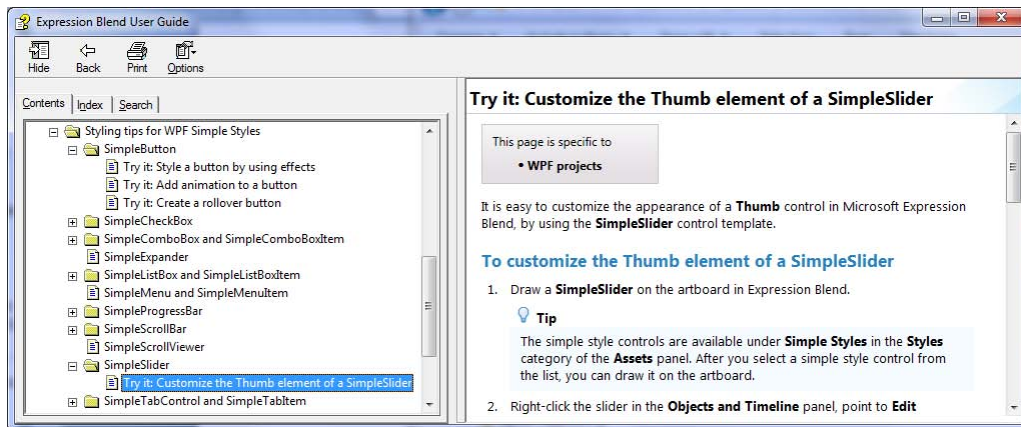 Expression Blend User Guide
Hide Back Print Options
Contents Index Search
Styling tips for WPF Simple Styles
SimpleButton
Try it: Style a button by using effects
Try it: Add animation to a button
Try it: Create a rollover button
SimpleCheckBox
SimpleComboBox and SimpleComboBoxItem
SimpleExpander
SimpleListBox and SimpleListBoxItem
SimpleMenu and SimpleMenuItem
SimpleProgressBar
SimpleScrollBar
SimpleScrollViewer
SimpleSlider
Try it: Customize the Thumb element of a SimpleSlider
SimpleTabControl and SimpleTabItem
Try it: Customize the Thumb element of a SimpleSlider
This page is specific to
• WPF projects
It is easy to customize the appearance of a Thumb control in Microsoft Expression
Blend, by using the SimpleSlider control template.
To customize the Thumb element of a SimpleSlider
1. Draw a SimpleSlider on the artboard in Expression Blend.
Tip
The simple style controls are available under Simple Styles in the Styles
category of the Assets panel. After you select a simple style control from
the list, you can draw it on the artboard.
2. Right-click the slider in the Objects and Timeline panel, point to Edit